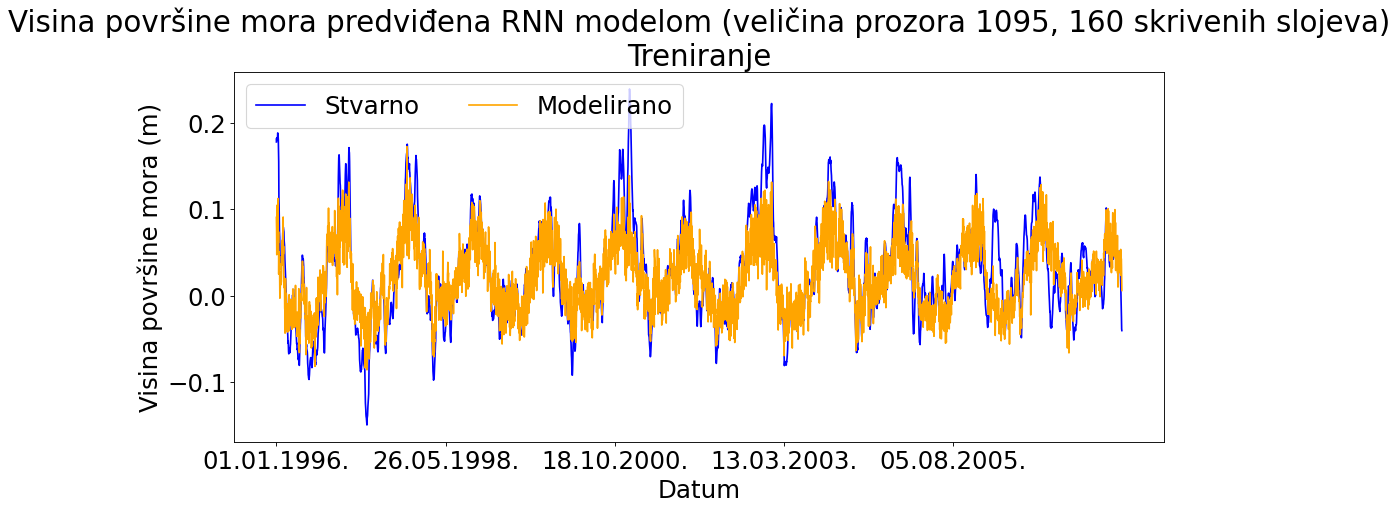 Visina površine mora predviđena RNN modelom (veličina prozora 1095, 160 skrivenih slojeva)
Treniranje
Stvarno Modelirano
Visina površine mora (m)
0.2
0.1
0.0
−0.1
01.01.1996. 26.05.1998. 18.10.2000. 13.03.2003. 05.08.2005.
Datum